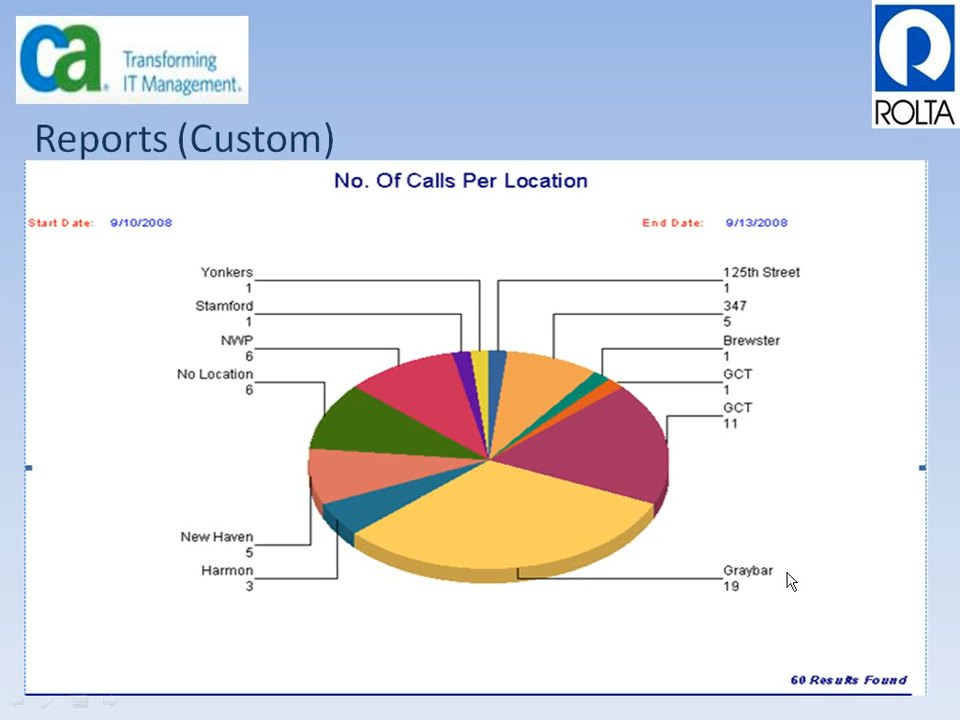 ca
Transforming
IT Management.
ROLTA
Reports (Custom)
No. Of Calls Per Location
Start Date: 9/10/2008
End Date: 9/13/2008
Yonkers
1
Stamford
1
NWP
6
No Location
6
New Haven
5
Harmon
3
125th Street
1
347
5
Brewster
1
GCT
1
GCT
11
Graybar
19
60 Results Found